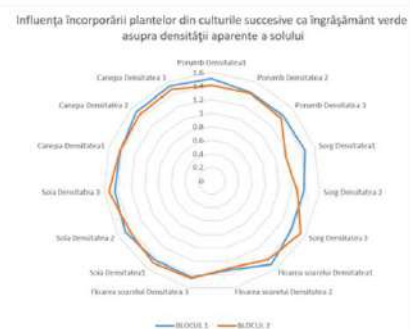 Influența încorporării plantelor din culturile succesive ca îngrășământ verde
asupra densității aparente a solului
Porumb Densitatea1
Porumb Densitatea 2
Porumb Densitatea 3
Sorg Densitatea1
Sorg Densitatea 2
Sorg Densitatea 3
Floarea soarelui Densitatea1
Floarea soarelui Densitatea 2
Floarea soarelui Densitatea 3
Soia Densitatea1
Soia Densitatea 2
Soia Densitatea 3
Canepa Densitatea1
Canepa Densitatea 2
Canepa Densitatea 3
1.6
1.4
1.2
1
0.8
0.6
0.4
0.2
0
BLOCUL 1
BLOCUL 2